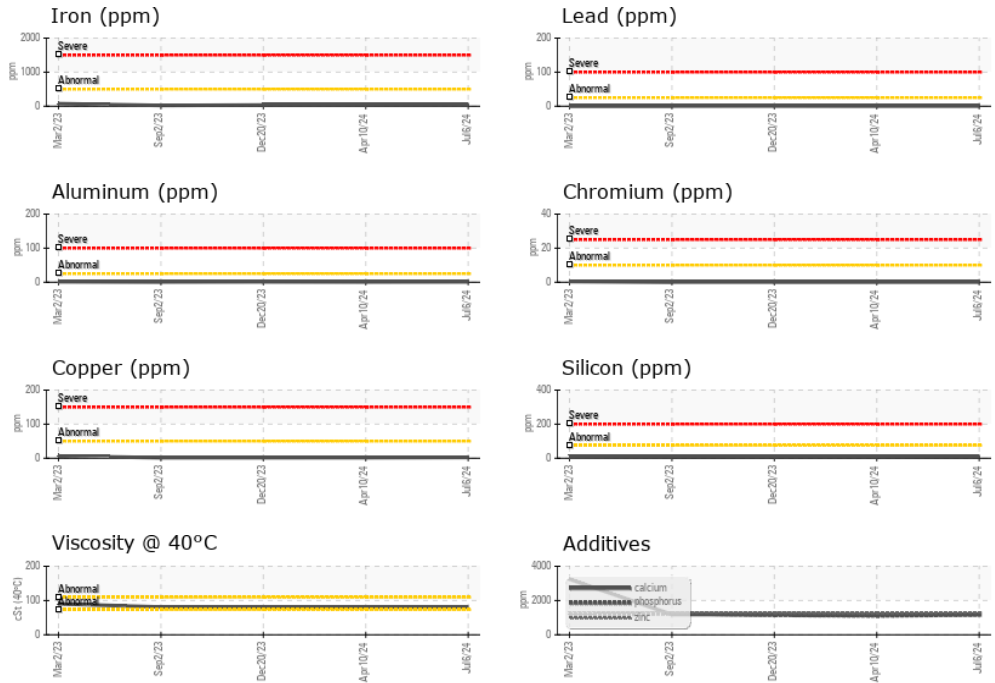 Iron (ppm)
2000
1000
0
ppm
Severe
Abnormal
Mar2/23
Sep2/23
Dec20/23
Apr10/24
Jul6/24
Lead (ppm)
200
100
0
ppm
Severe
Abnormal
Mar2/23
Sep2/23
Dec20/23
Apr10/24
Jul6/24
Aluminum (ppm)
200
100
0
ppm
Severe
Abnormal
Mar2/23
Sep2/23
Dec20/23
Apr10/24
Jul6/24
Chromium (ppm)
40
20
0
ppm
Severe
Abnormal
Mar2/23
Sep2/23
Dec20/23
Apr10/24
Jul6/24
Copper (ppm)
200
100
0
ppm
Severe
Abnormal
Mar2/23
Sep2/23
Dec20/23
Apr10/24
Jul6/24
Silicon (ppm)
400
200
0
ppm
Severe
Abnormal
Mar2/23
Sep2/23
Dec20/23
Apr10/24
Jul6/24
Viscosity @ 40°C
200
100
0
cSt (40°C)
Abnormal
Abnormal
Mar2/23
Sep2/23
Dec20/23
Apr10/24
Jul6/24
Additives
4000
2000
0
ppm
calcium
phosphorus
zinc
Mar2/23
Sep2/23
Dec20/23
Apr10/24
Jul6/24